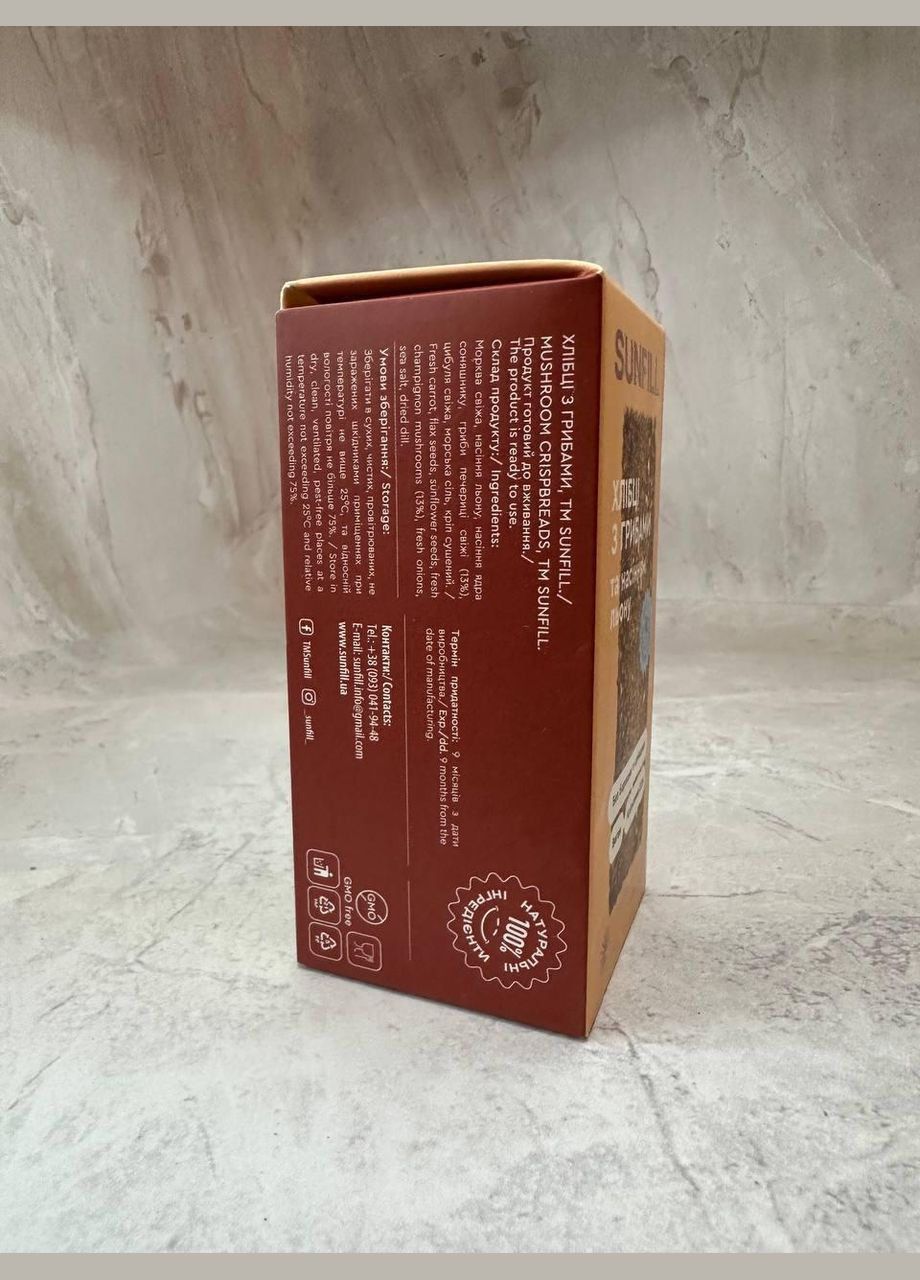 ХЛІБЦІ З ГРИБАМИ, ТМ SUNFILL./
MUSHROOM CRISPBREADS, TM SUNFILL.
Продукт готовий до вживання./
The product is ready to use.
Склад продукту:/ Ingredients:
Морква свіжа, насіння льону, насіння ядра
соняшнику, гриби печериці свіжі (13%),
цибуля свіжа, морська сіль, кріп сушений. /
Fresh carrot, flax seeds, sunflower seeds, fresh
champignon mushrooms (13%), fresh onions,
sea salt, dried dill.
Умови зберігання:/ Storage:
Зберігати в сухих, чистих, провітрюваних, не
заражених шкідниками приміщеннях при
температурі не вище 25°С, та відносній
вологості повітря не більше 75%. / Store in
dry, clean, ventilated, pest-free places at a
temperature not exceeding 25°C and relative
humidity not exceeding 75%.
Термін придатності: 9 місяців з дати
виробництва./ Exp./dd. 9 months from the
date of manufacturing.
Контакти:/ Contacts:
Tel.: +38 (093) 041-94-48
E-mail: sunfill.info@gmail.com
www.sunfill.ua
TMSunfill _sunfill_
НАТУРАЛЬНІ
100%
ІНГРЕДІЄНТИ
GMO
GMO free
SUNFILL
ХЛІБЦІ
З ГРИБАМИ
та насінням
льону